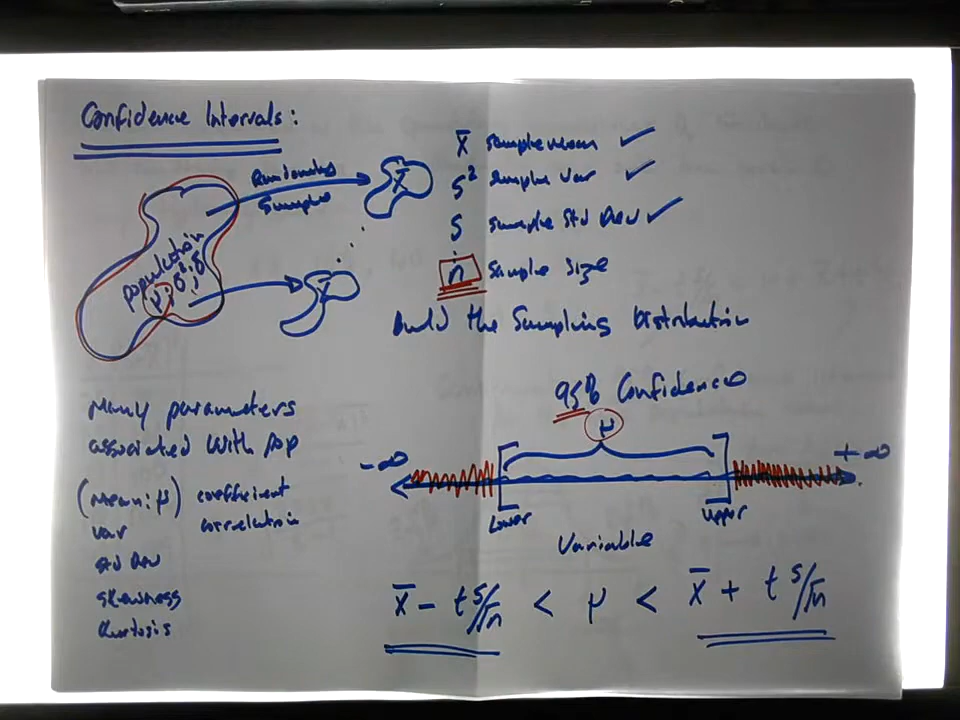 Confidence Intervals:
Randomly
Sample
x̄
population
μ, σ², σ
x̄
x̄ sample mean ✓
s² sample var ✓
s sample std Dev ✓
n sample size
Build the Sampling Distribution
Many parameters
associated with pop
(Mean: μ) coefficient
var correlation
std Dev
skewness
kurtosis
95% Confidence
μ
-∞ +∞
Lower upper
Variable
x̄ - t s/√n < μ < x̄ + t s/√n